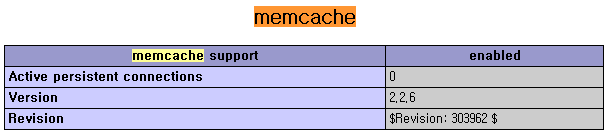 memcache
memcache support enabled
Active persistent connections 0
Version 2,2,6
Revision $Revision: 303962 $